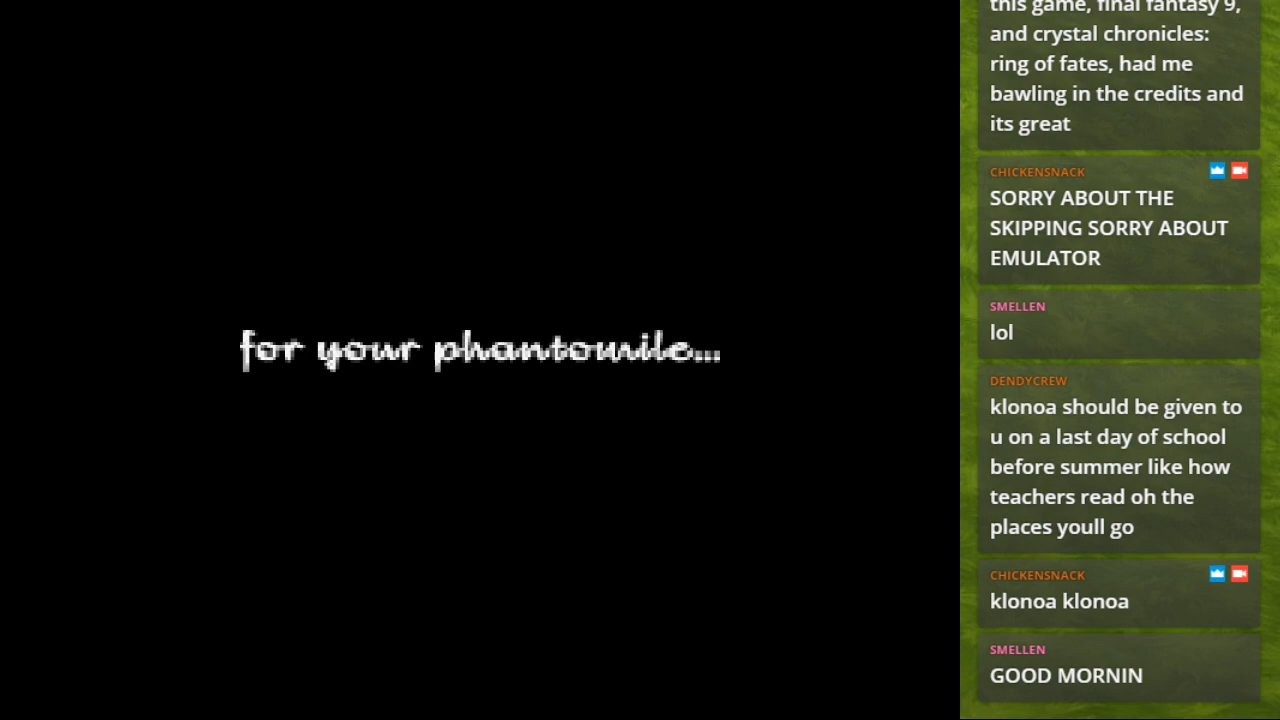 for your phantomile...
this game, final fantasy 9,
and crystal chronicles:
ring of fates, had me
bawling in the credits and
its great
CHICKENSNACK
SORRY ABOUT THE
SKIPPING SORRY ABOUT
EMULATOR
SMELLEN
lol
DENDYCREW
klonoa should be given to
u on a last day of school
before summer like how
teachers read oh the
places youll go
CHICKENSNACK
klonoa klonoa
SMELLEN
GOOD MORNIN